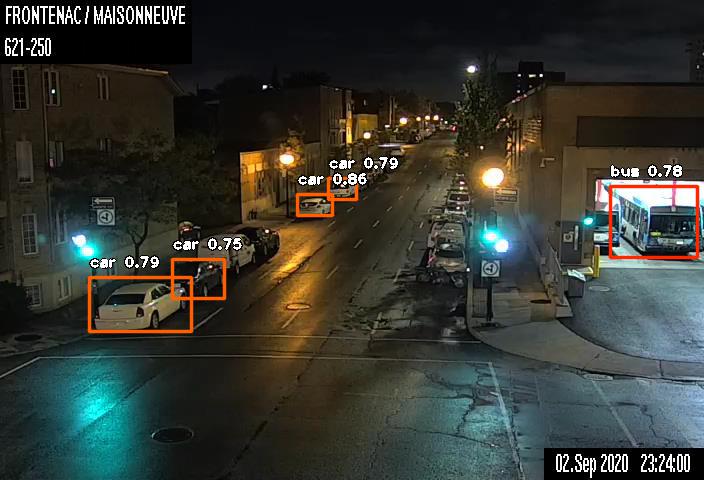 FRONTENAC / MAISONNEUVE
621-250
car 0.79
car 0.86
bus 0.78
car 0.75
car 0.79
02.Sep 2020 23:24:00